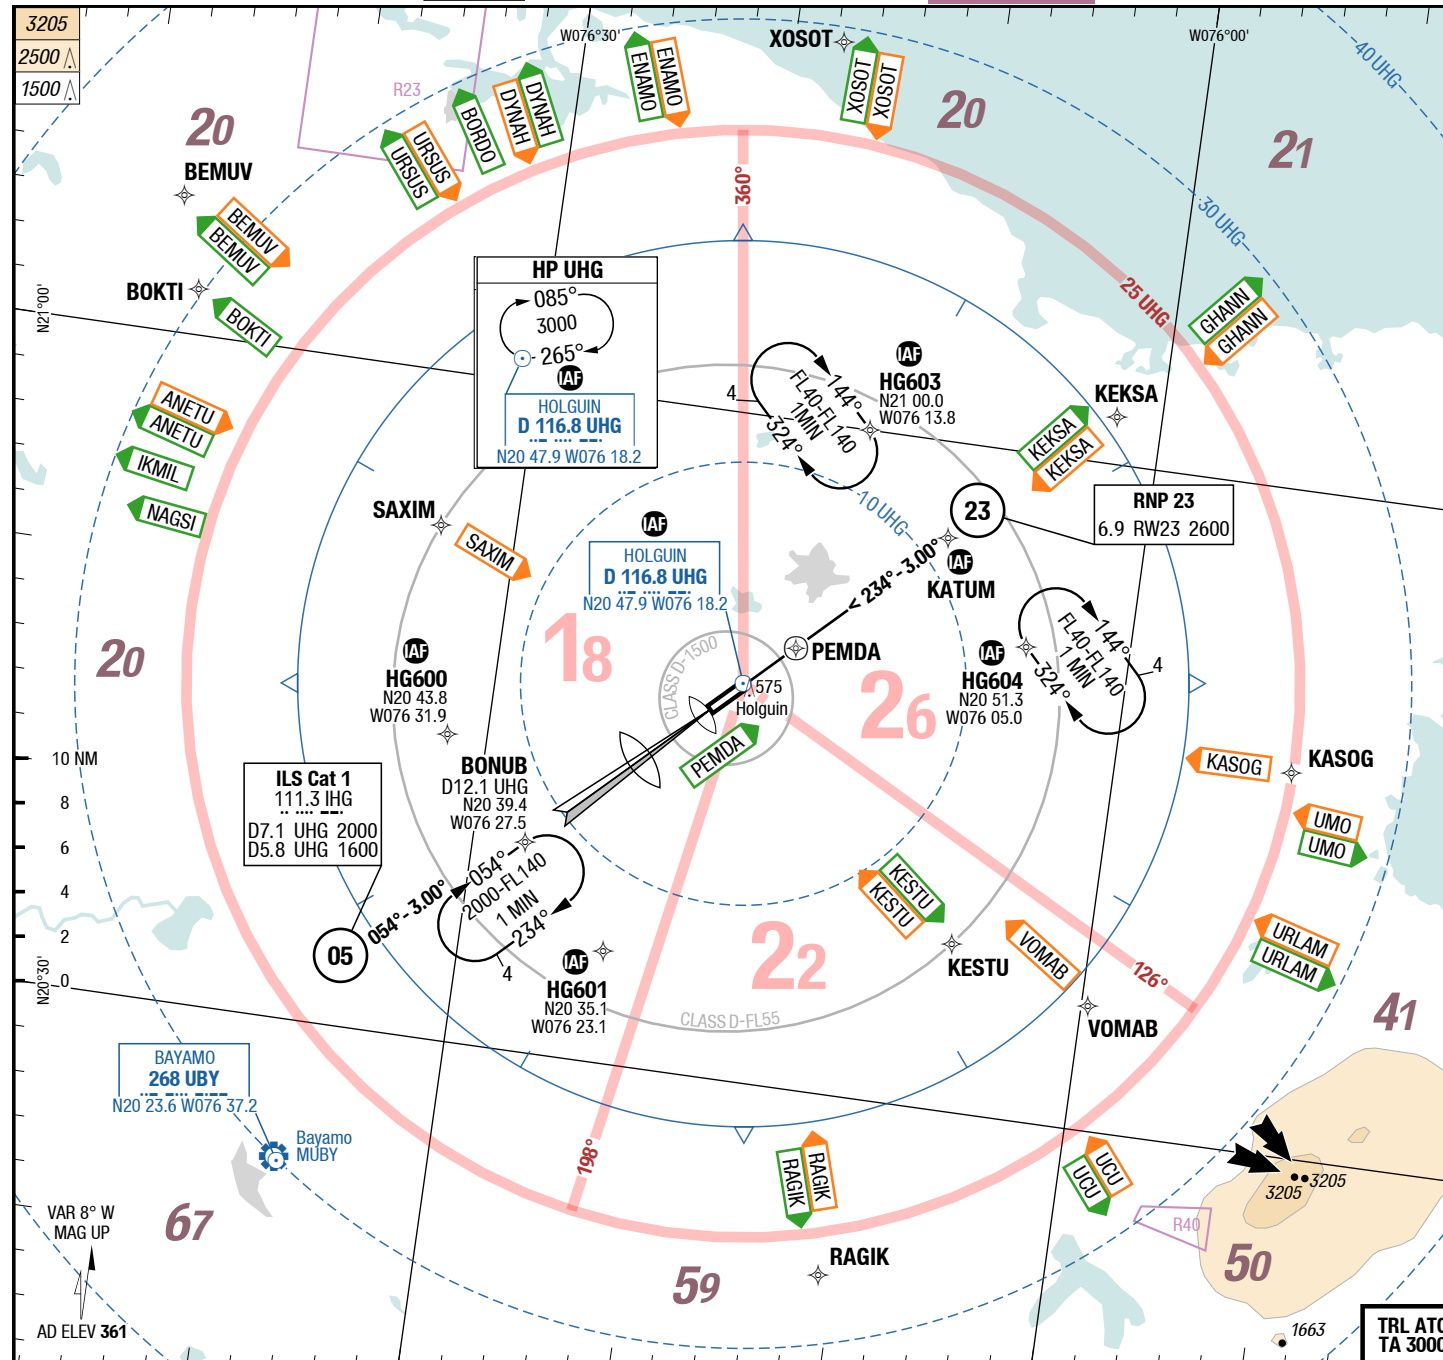 3205
2500
1500
20
R23
W076°30'
XOSOT
W076°00'
40 UHG
ENAMO
ENAMO
XOSOT
XOSOT
20
21
DYNAH
DYNAH
BORDO
URSUS
URSUS
BEMUV
BEMUV
BEMUV
360°
30 UHG
BOKTI
BOKTI
N21°00'
HP UHG
085°
3000
265°
IAF
HOLGUIN
D 116.8 UHG
N20 47.9 W076 18.2
25 UHG
GHANN
GHANN
4
144°
FL40-FL140
1MIN
324°
IAF
HG603
N21 00.0
W076 13.8
KEKSA
KEKSA
KEKSA
ANETU
ANETU
IKMIL
NAGSI
SAXIM
SAXIM
10 UHG
23
RNP 23
6.9 RW23 2600
IAF
HOLGUIN
D 116.8 UHG
N20 47.9 W076 18.2
< 234° - 3.00°
IAF
KATUM
18
20
CLASS D-1500
PEMDA
IAF
HG600
N20 43.8
W076 31.9
575
Holguin
PEMDA
26
IAF
HG604
N20 51.3
W076 05.0
144°
FL40-FL140
1 MIN
324°
4
KASOG
KASOG
10 NM
8
6
4
2
0
ILS Cat 1
111.3 IHG
D7.1 UHG 2000
D5.8 UHG 1600
BONUB
D12.1 UHG
N20 39.4
W076 27.5
UMO
UMO
054° - 3.00°
05
054°
2000-FL140
1 MIN
234°
4
KESTU
KESTU
KESTU
VOMAB
VOMAB
126°
URLAM
URLAM
22
IAF
HG601
N20 35.1
W076 23.1
CLASS D-FL55
N20°30'
41
BAYAMO
268 UBY
N20 23.6 W076 37.2
Bayamo
MUBY
198°
RAGIK
RAGIK
RAGIK
UCU
UCU
R40
3205
3205
67
59
50
VAR 8° W
MAG UP
AD ELEV 361
1663
TRL ATC
TA 3000